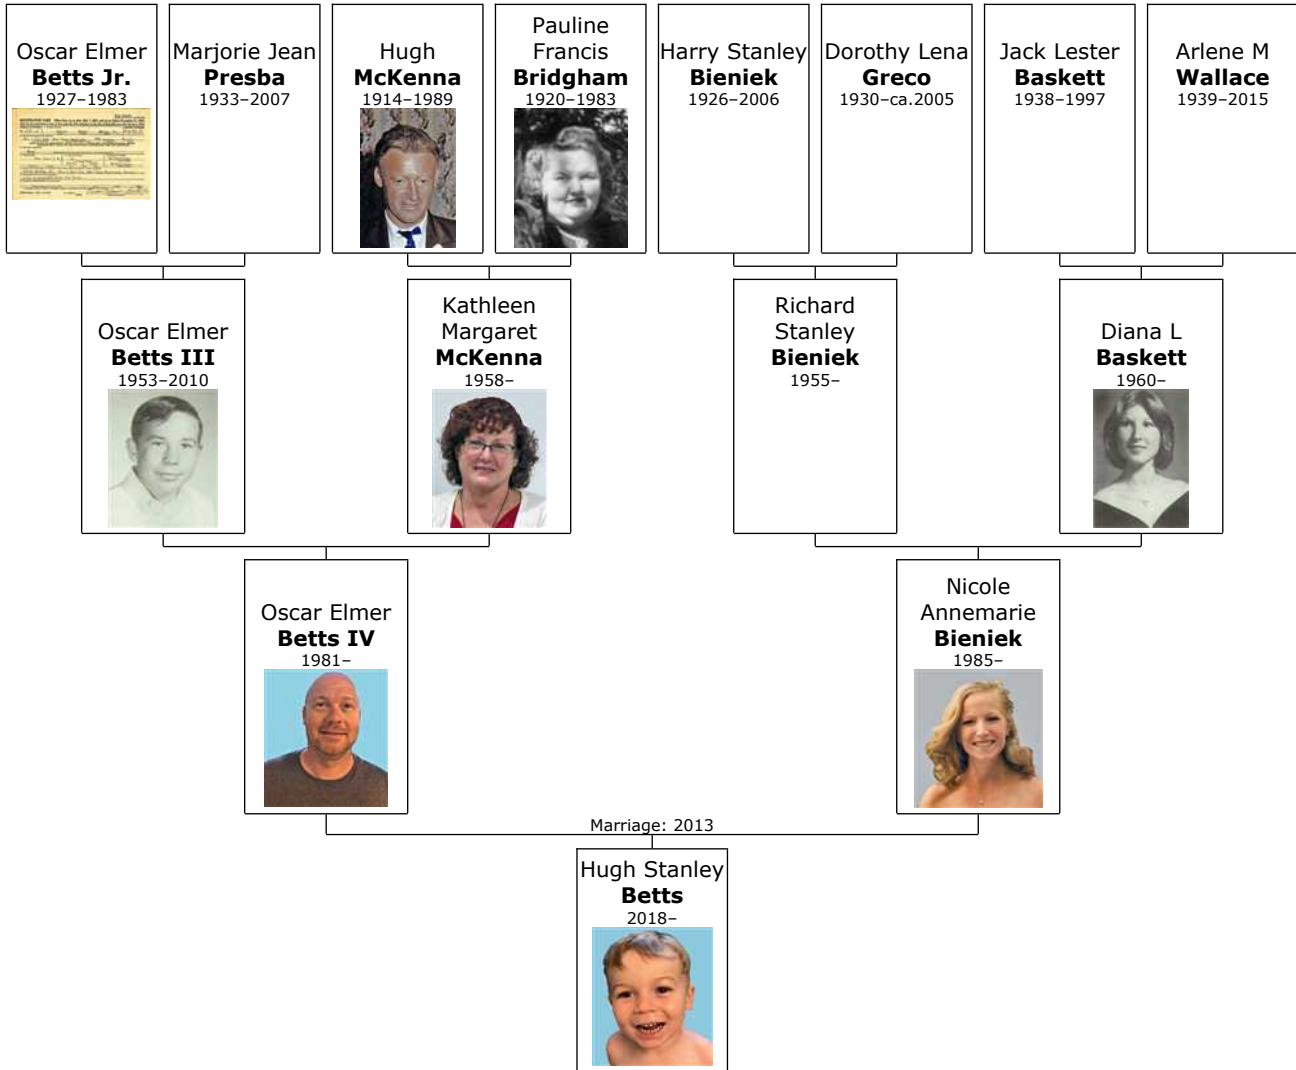 Oscar Elmer
Betts Jr.
1927–1983
Marjorie Jean
Presba
1933–2007
Hugh
McKenna
1914–1989
Pauline
Francis
Bridgham
1920–1983
Harry Stanley
Bieniek
1926–2006
Dorothy Lena
Greco
1930–ca.2005
Jack Lester
Baskett
1938–1997
Arlene M
Wallace
1939–2015
Oscar Elmer
Betts III
1953–2010
Kathleen
Margaret
McKenna
1958–
Richard
Stanley
Bieniek
1955–
Diana L
Baskett
1960–
Oscar Elmer
Betts IV
1981–
Nicole
Annemarie
Bieniek
1985–
Marriage: 2013
Hugh Stanley
Betts
2018–